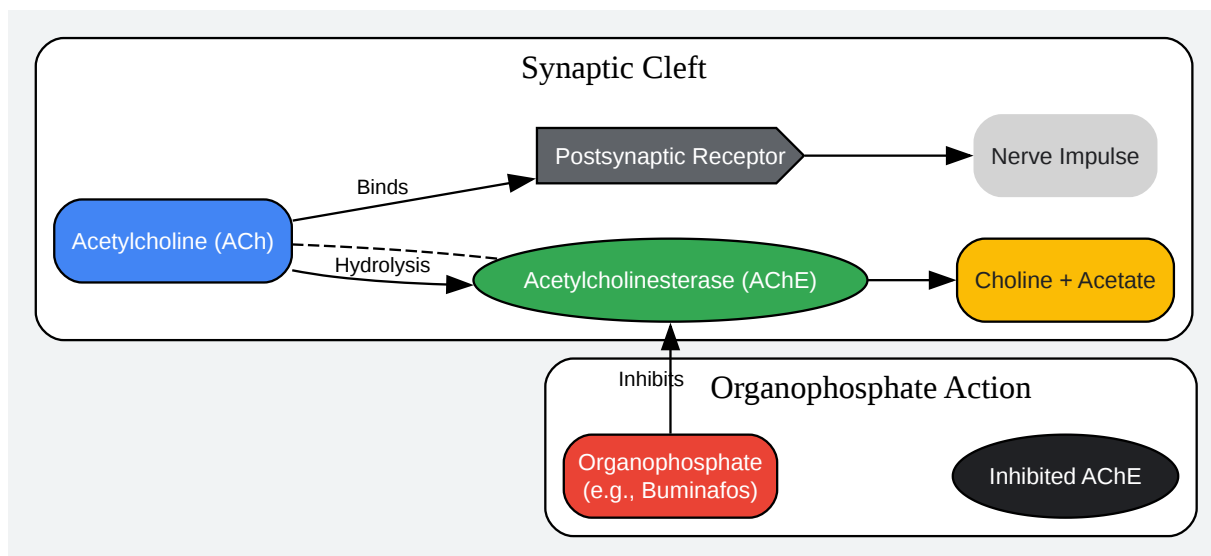 Synaptic Cleft
Postsynaptic Receptor
Nerve Impulse
Binds
Acetylcholine (ACh)
Hydrolysis
Acetylcholinesterase (AChE)
Choline + Acetate
Inhibits
Organophosphate Action
Organophosphate
(e.g., Buminafos)
Inhibited AChE